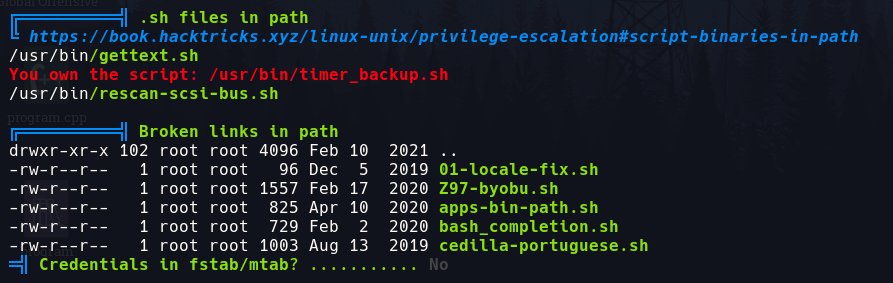 Global Offensive
╔══════════╣ .sh files in path
╚ https://book.hacktricks.xyz/linux-unix/privilege-escalation#script-binaries-in-path
/usr/bin/gettext.sh
You own the script: /usr/bin/timer_backup.sh
/usr/bin/rescan-scsi-bus.sh
program.cpp
╔══════════╣ Broken links in path
drwxr-xr-x 102 root root 4096 Feb 10  2021 ..
-rw-r--r--   1 root root   96 Dec  5  2019 01-locale-fix.sh
-rw-r--r--   1 root root 1557 Feb 17  2020 Z97-byobu.sh
-rw-r--r--   1 root root  825 Apr 10  2020 apps-bin-path.sh
-rw-r--r--   1 root root  729 Feb  2  2020 bash_completion.sh
-rw-r--r--   1 root root 1003 Aug 13  2019 cedilla-portuguese.sh
program
═╣ Credentials in fstab/mtab? ........... No